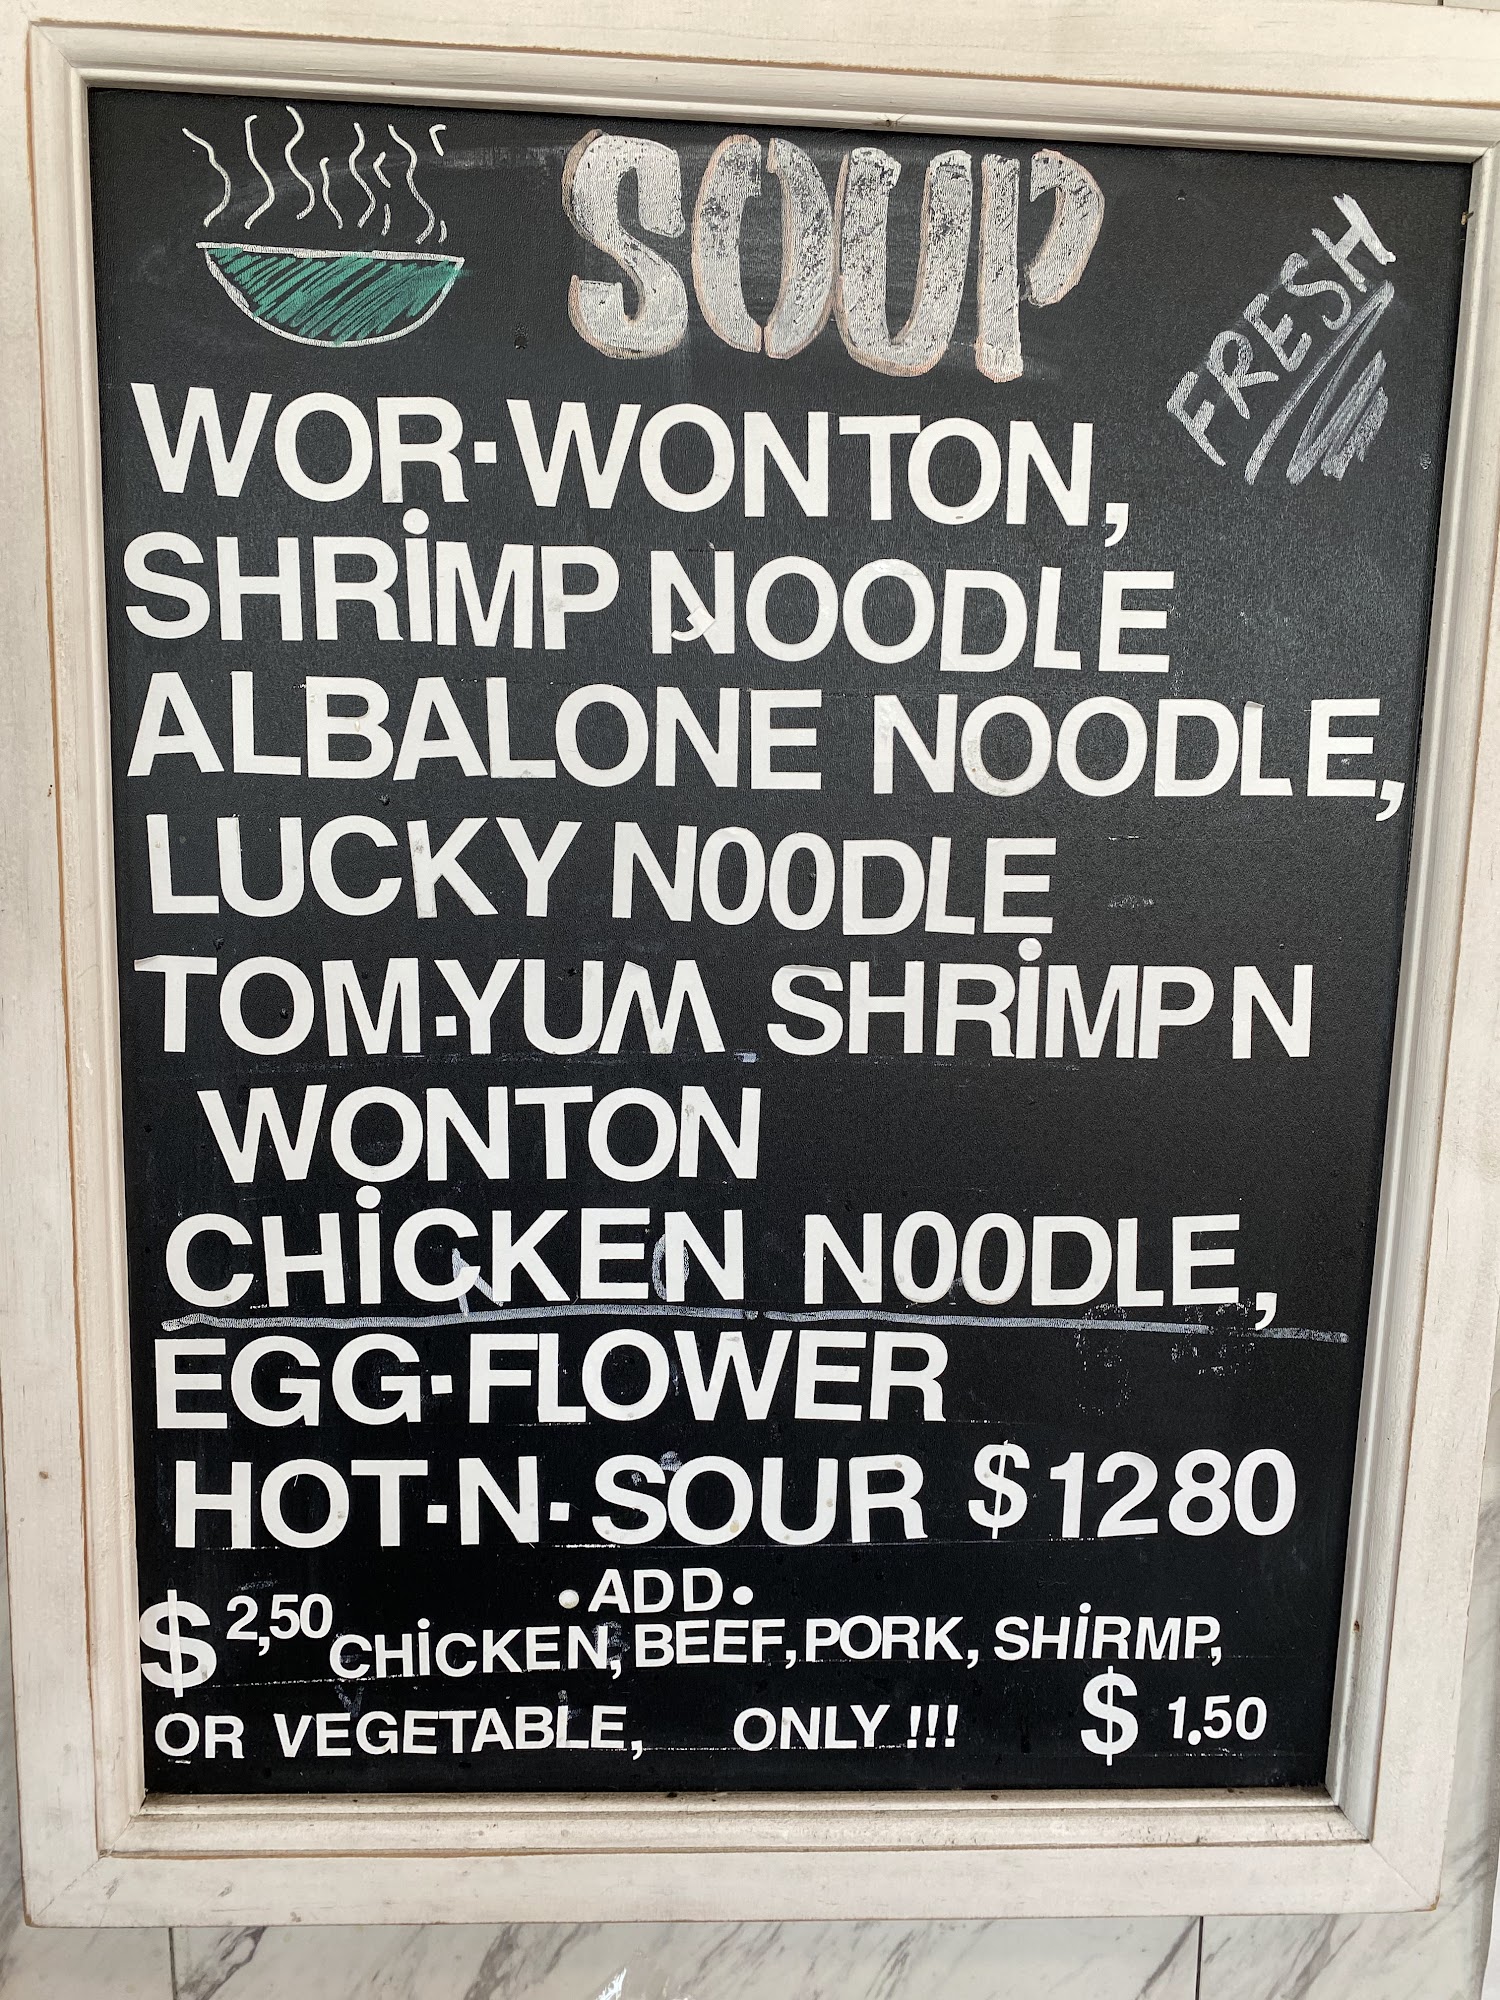 SOUP
FRESH
WOR·WONTON,
SHRiMP NOODLE
ALBALONE NOODLE,
LUCKY NOODLE
TOM·YUM SHRiMP N
WONTON
CHiCKEN NOODLE,
EGG·FLOWER
HOT·N·SOUR $1280
·ADD·
$2,50 CHiCKEN, BEEF, PORK, SHiRMP,
OR VEGETABLE, ONLY !!! $ 1.50